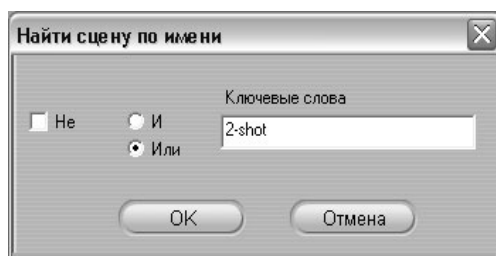 Найти сцену по имени
Ключевые слова
Не
И
2-shot
Или
OK
Отмена